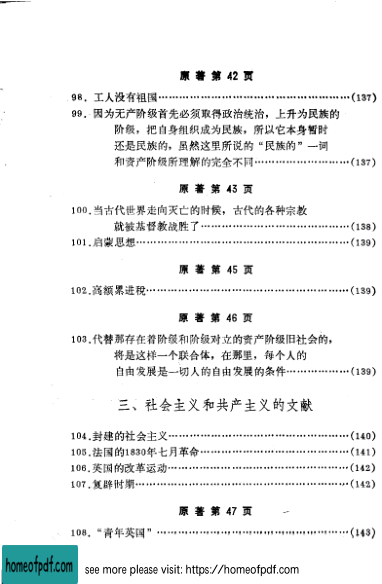 原著第42页
98．工人没有祖国……………………………………(137)
99．因为无产阶级首先必须取得政治统治，上升为民族的
阶级，把自身组织成为民族，所以它本身暂时
还是民族的，虽然这里所说的“民族的”一词
和资产阶级所理解的完全不同…………………(137)
原著第43页
100．当古代世界走向灭亡的时候，古代的各种宗教
就被基督教战胜了………………………………(138)
101．启蒙思想……………………………………………(139)
原著第45页
102．高额累进税…………………………………………(139)
原著第46页
103．代替那存在着阶级和阶级对立的资产阶级旧社会的，
将是这样一个联合体，在那里，每个人的
自由发展是一切人的自由发展的条件……………(139)
三、社会主义和共产主义的文献
104．封建的社会主义……………………………………(140)
105．法国的1830年七月革命……………………………(141)
106．英国的改革运动……………………………………(142)
107．复辟时期……………………………………………(142)
原著第47页
108．“青年英国”…………………………………………(143)
homeofpdf.com
see more please visit: https://homeofpdf.com